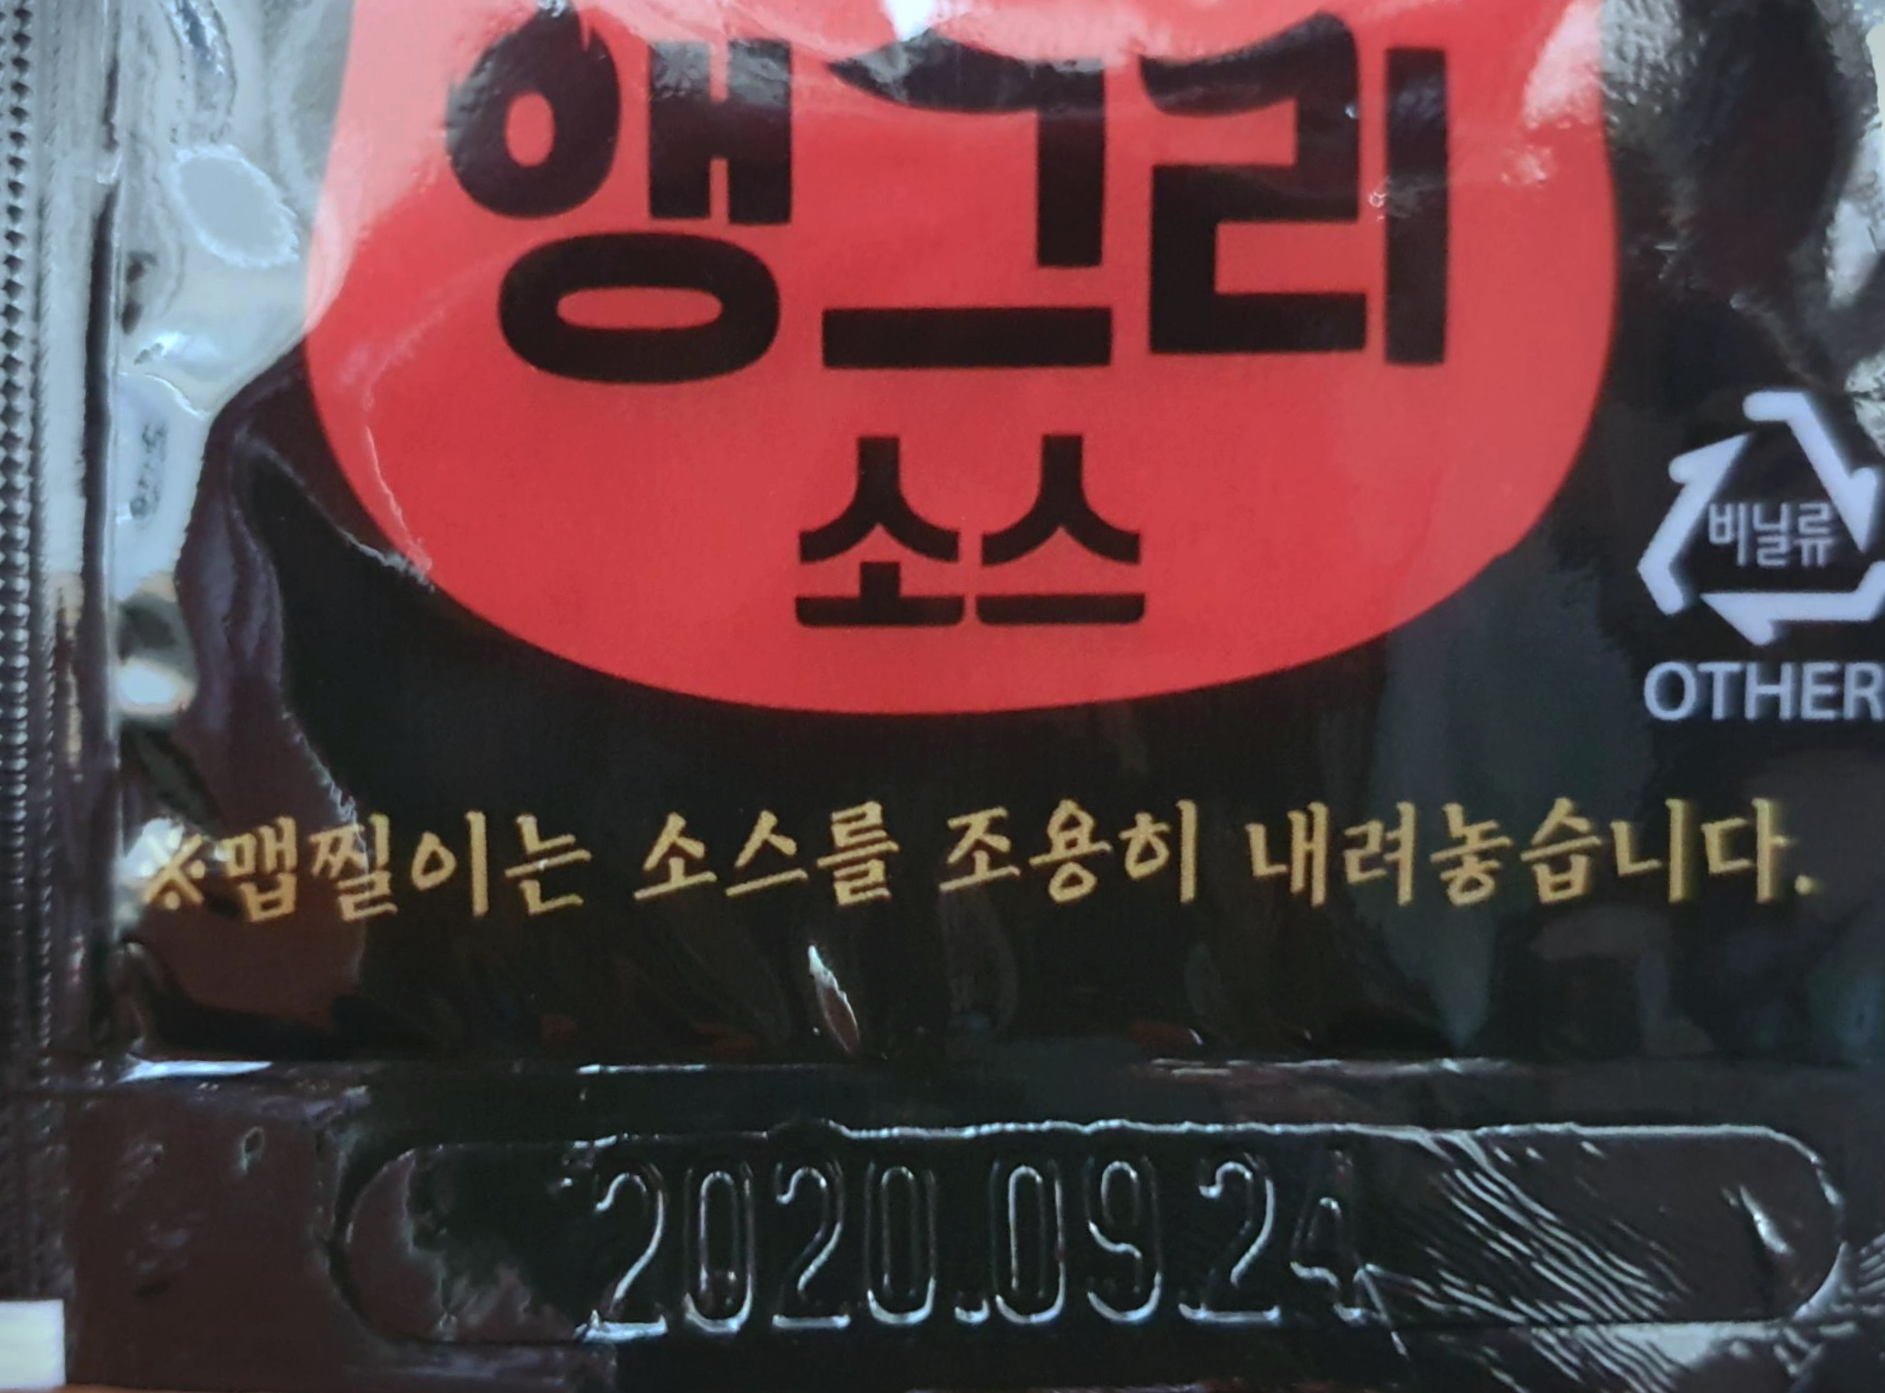 앵그리
소스
비닐류
OTHER
※맵찔이는 소스를 조용히 내려놓습니다.
2020.09.24